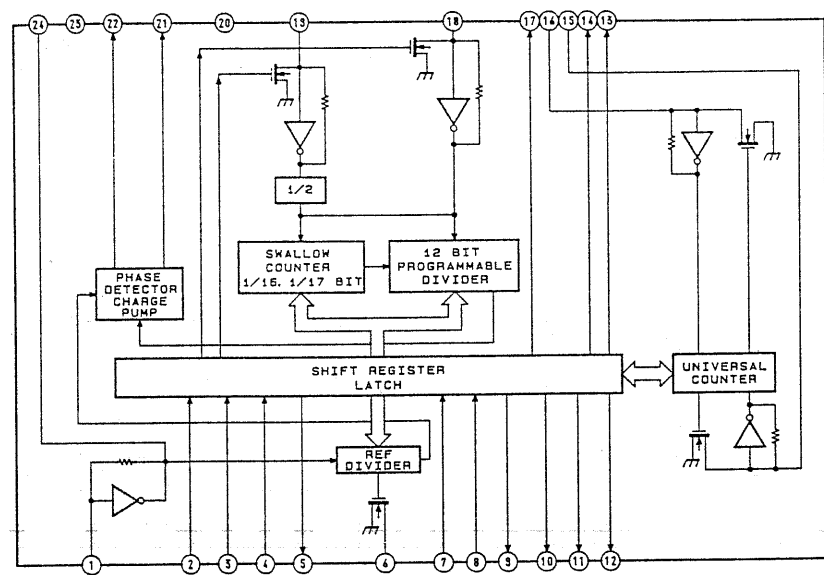 24 23 22 21 20 19 18 17 16 15 14 13
1/2
SWALLOW
COUNTER
1/16, 1/17 BIT
12 BIT
PROGRAMMABLE
DIVIDER
PHASE
DETECTOR
CHARGE
PUMP
SHIFT REGISTER
LATCH
UNIVERSAL
COUNTER
REF
DIVIDER
1 2 3 4 5 6 7 8 9 10 11 12